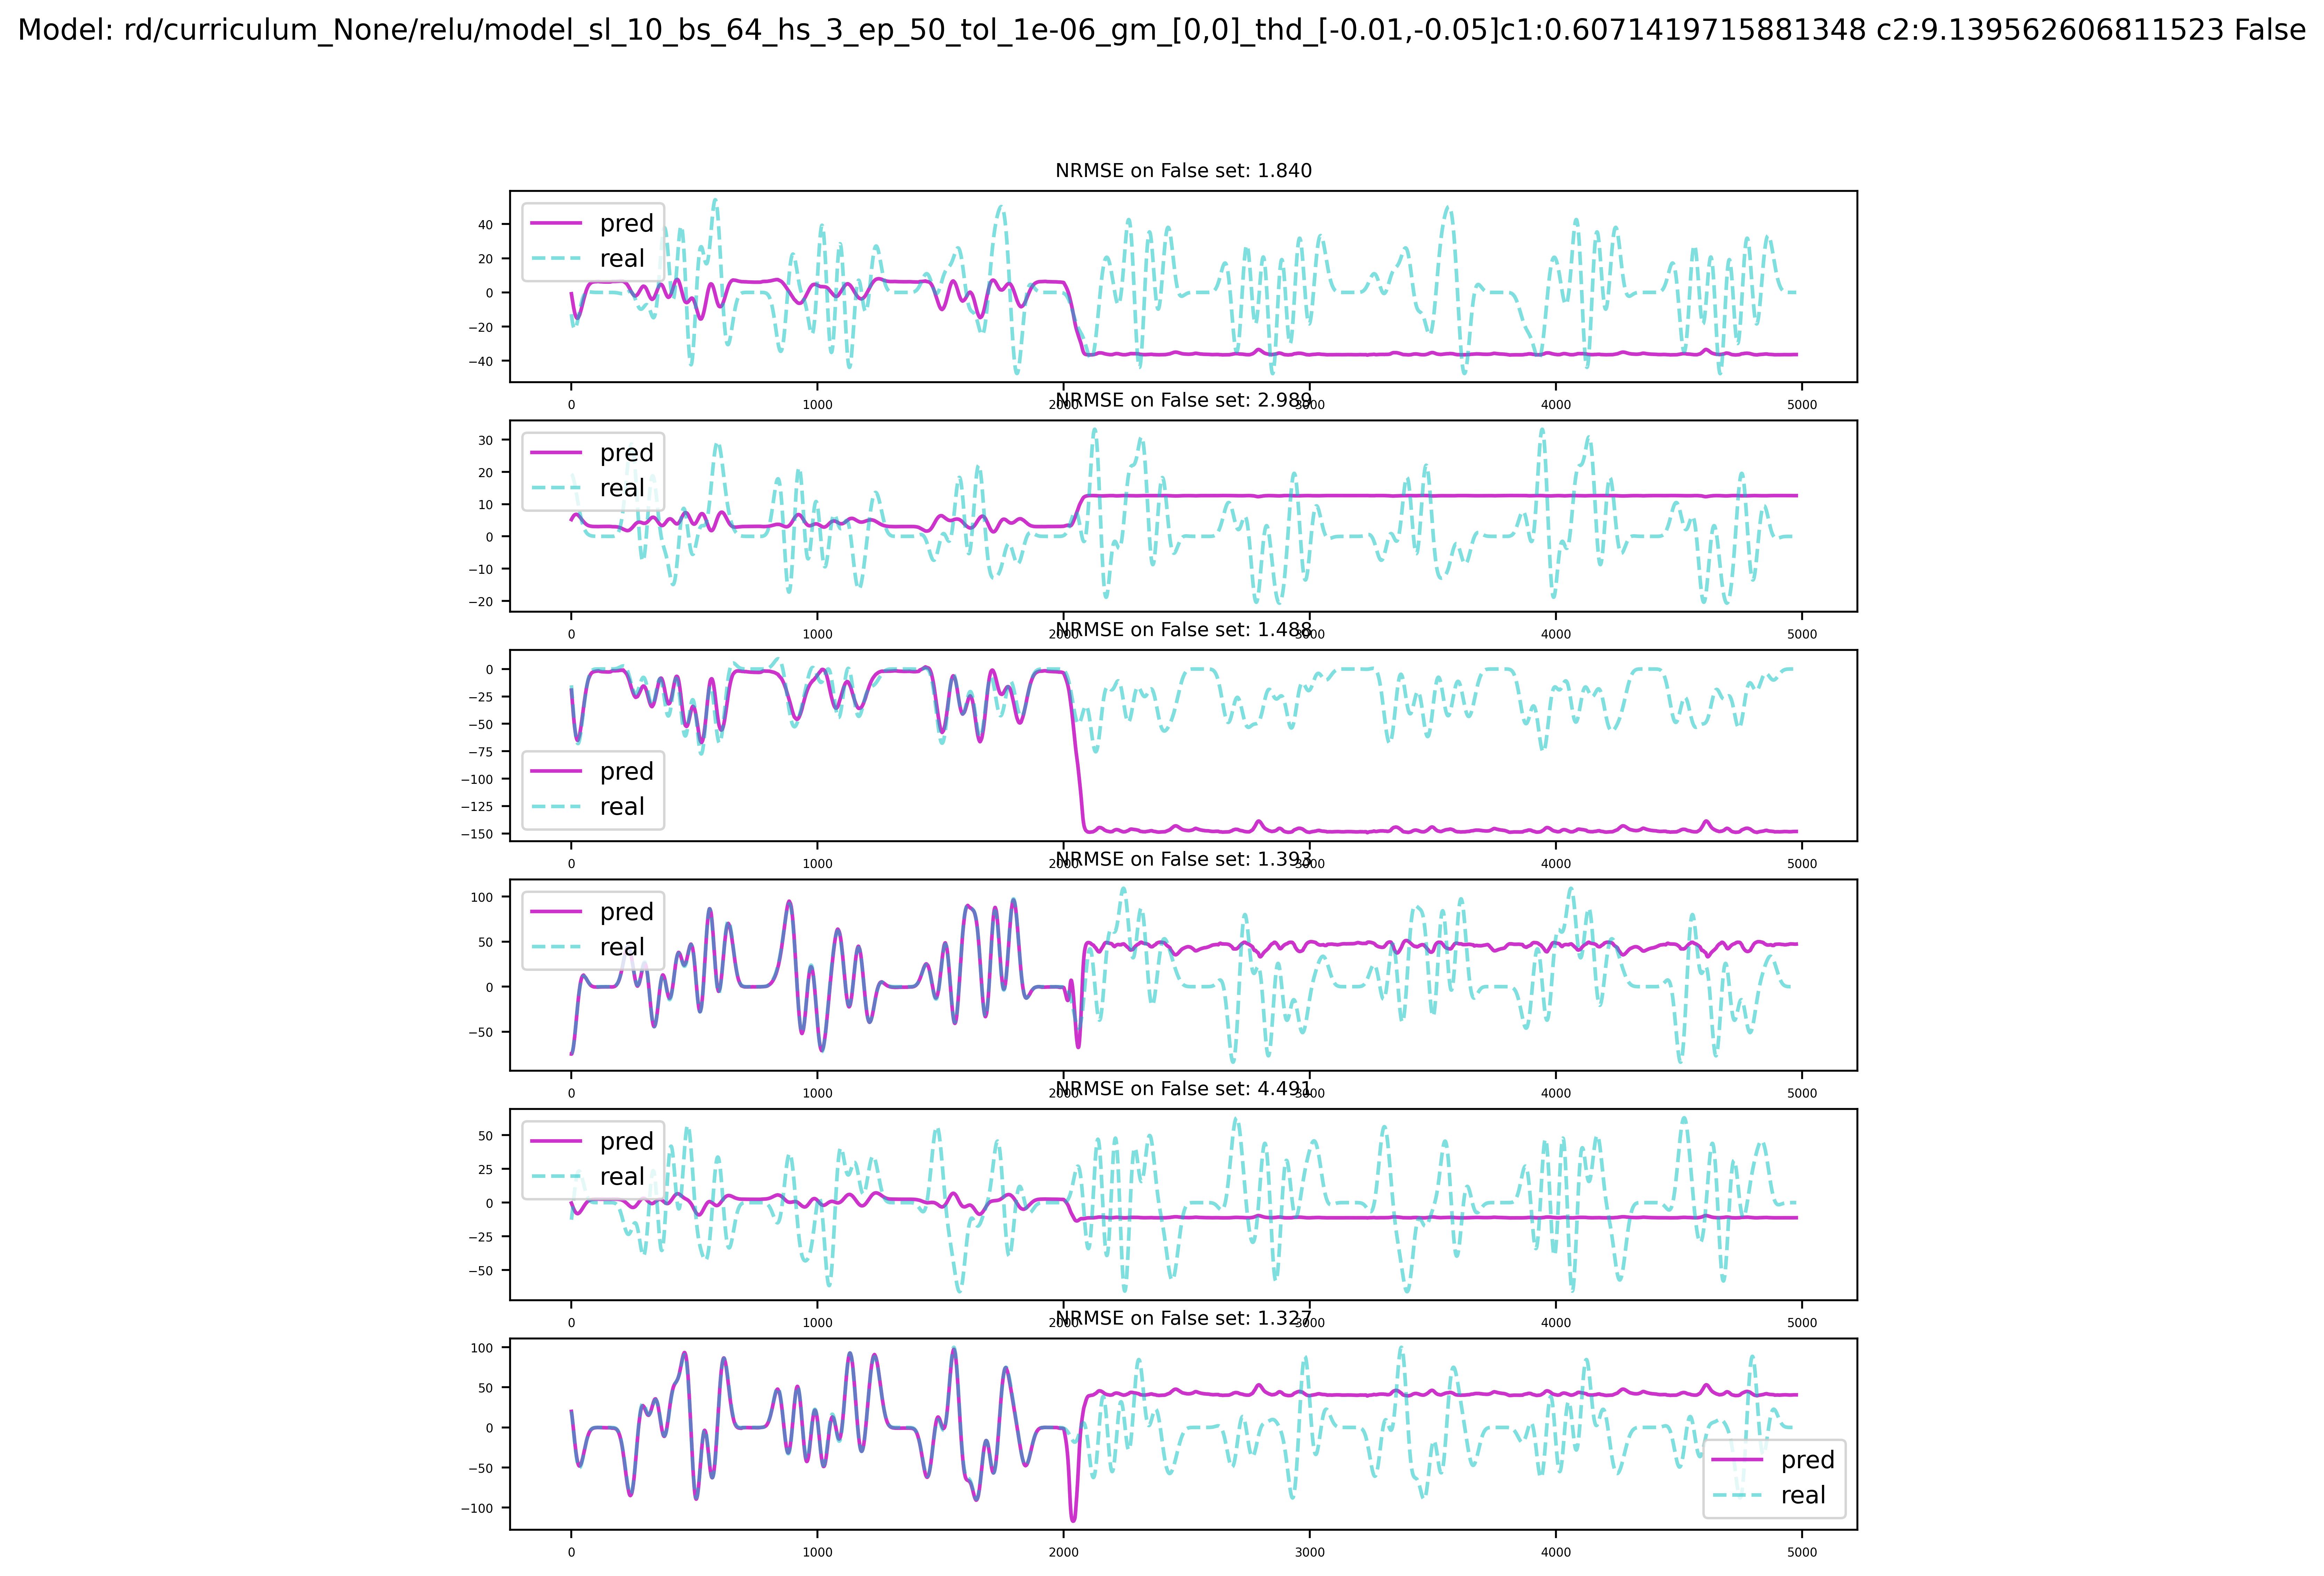 Model: rd/curriculum_None/relu/model_sl_10_bs_64_hs_3_ep_50_tol_1e-06_gm_[0,0]_thd_[-0.01,-0.05]c1:0.6071419715881348 c2:9.139562606811523 False
NRMSE on False set: 1.840
pred
real
40
20
0
−20
−40
0 1000 2000 3000 4000 5000
NRMSE on False set: 2.989
pred
real
30
20
10
0
−10
−20
0 1000 2000 3000 4000 5000
NRMSE on False set: 1.488
0
−25
−50
−75
−100
−125
−150
pred
real
0 1000 2000 3000 4000 5000
NRMSE on False set: 1.393
pred
real
100
50
0
−50
0 1000 2000 3000 4000 5000
NRMSE on False set: 4.491
pred
real
50
25
0
−25
−50
0 1000 2000 3000 4000 5000
NRMSE on False set: 1.327
100
50
0
−50
−100
pred
real
0 1000 2000 3000 4000 5000